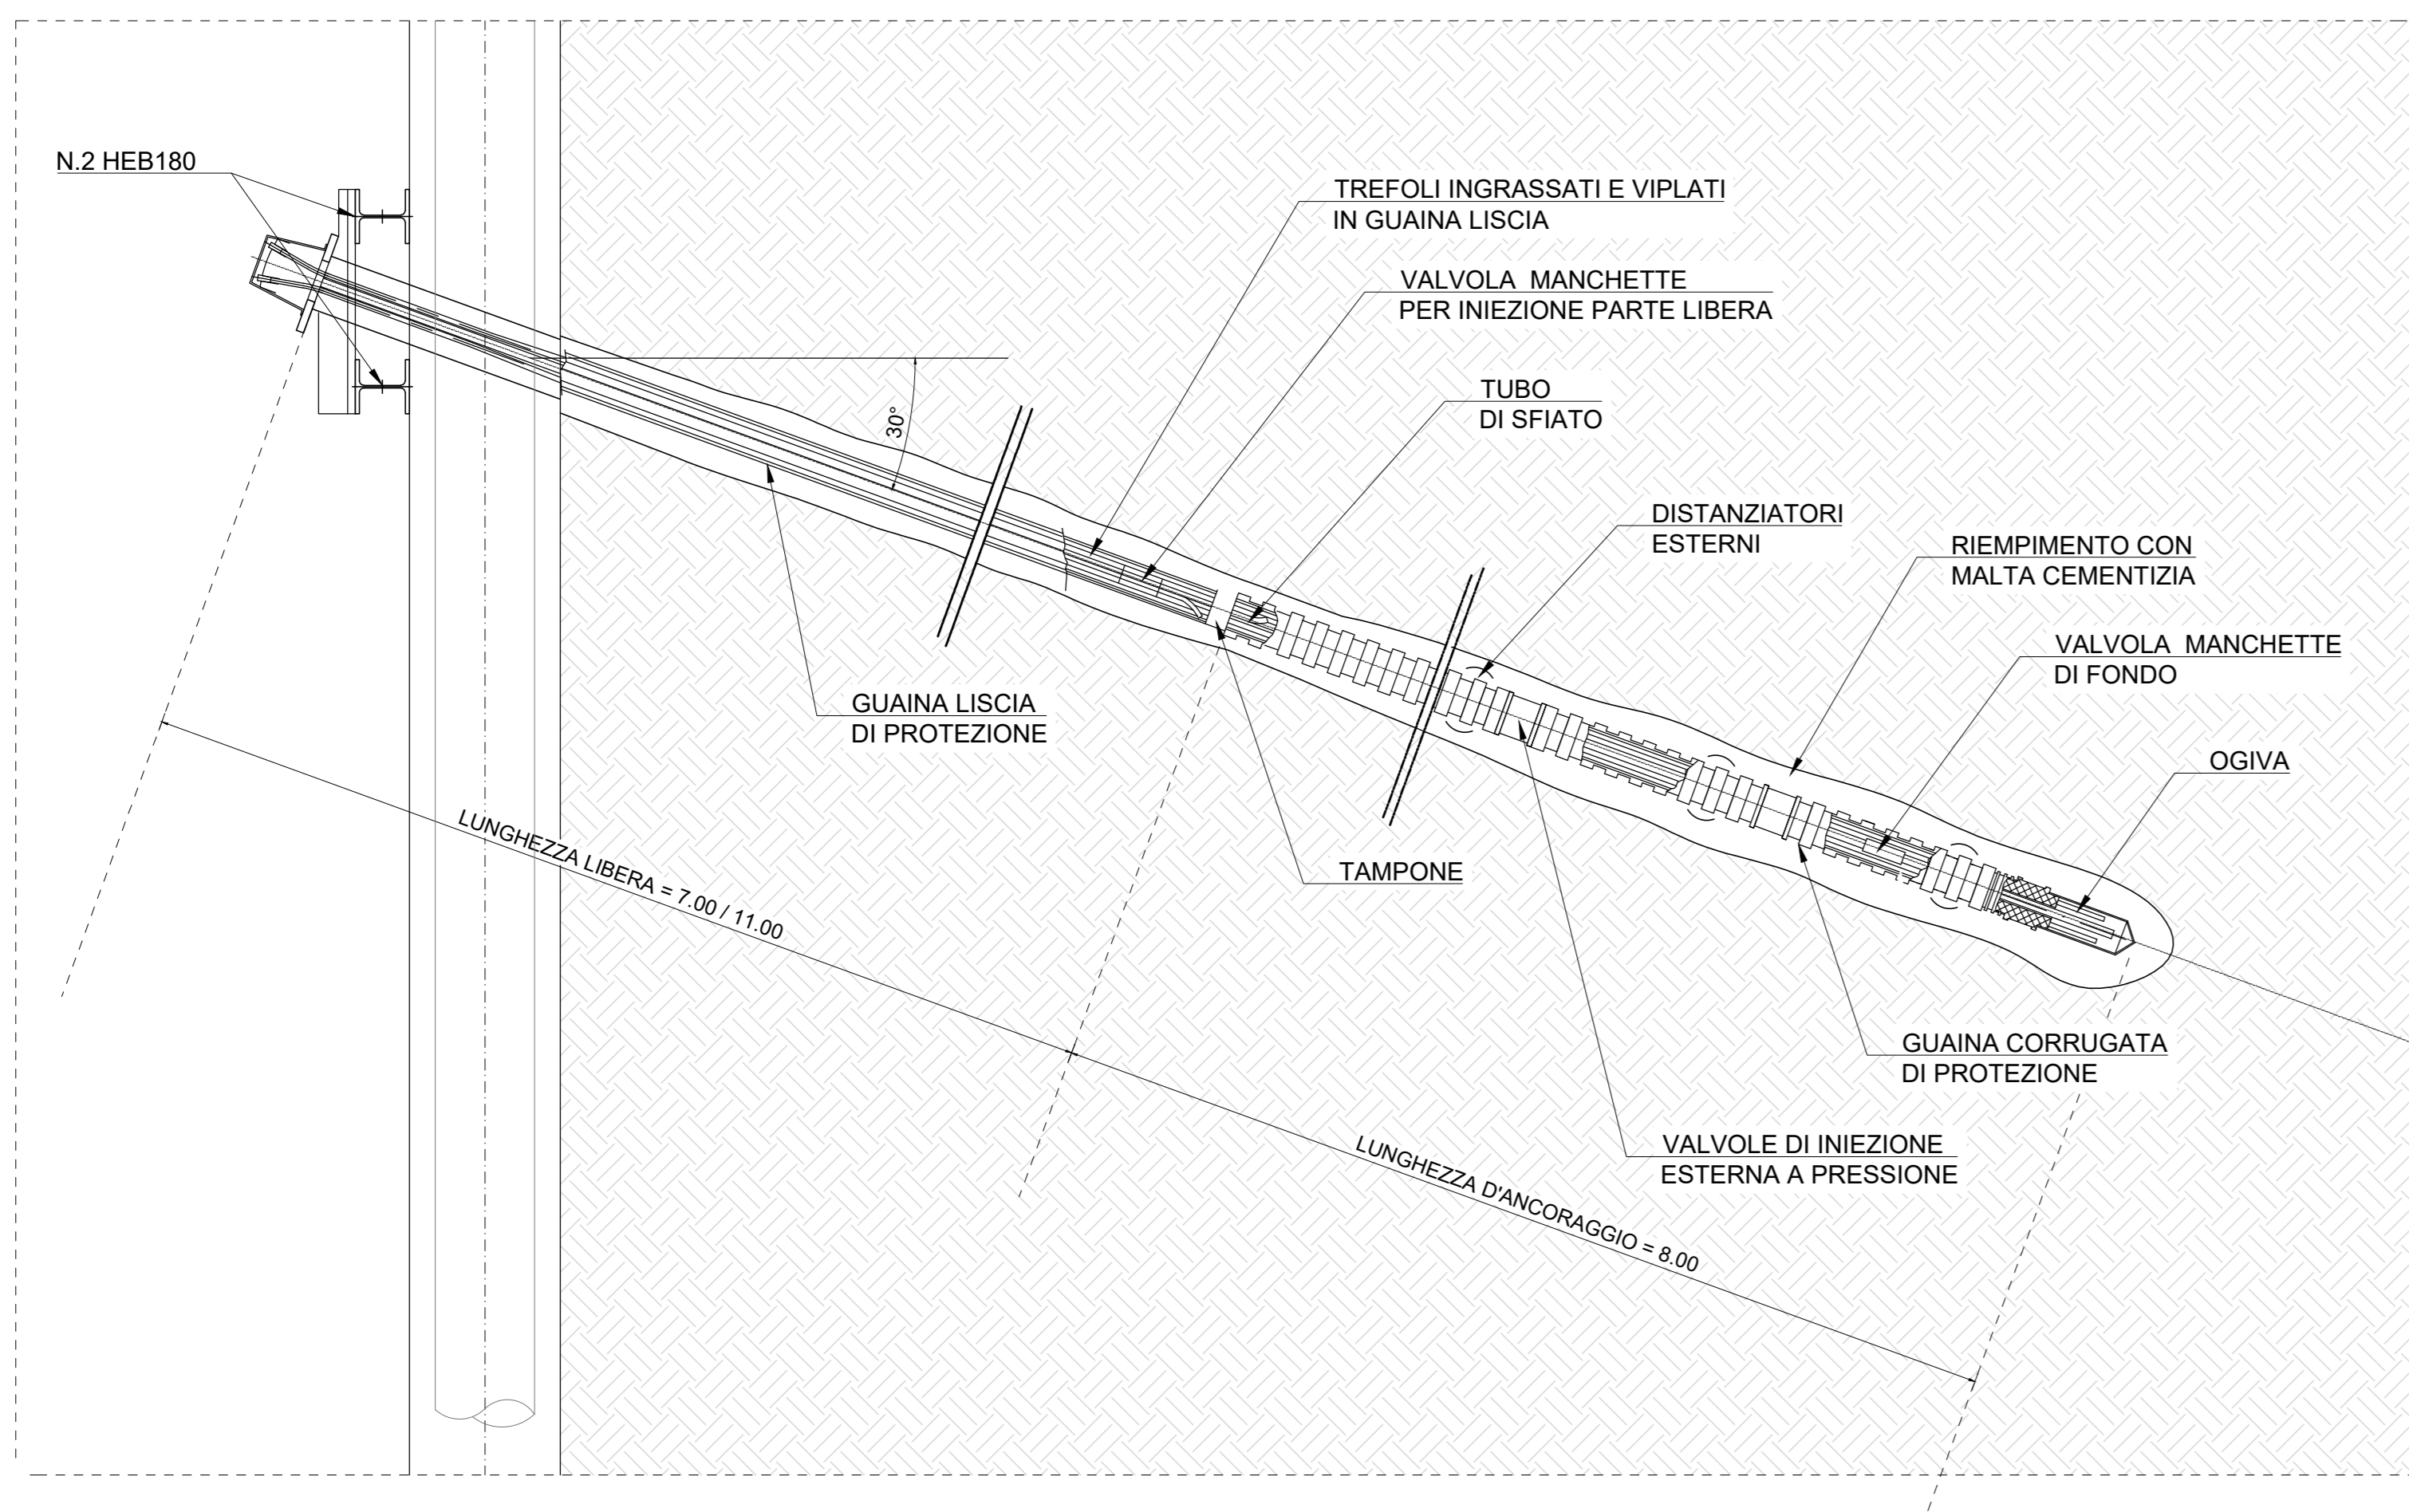 N.2 HEB180
TREFOLI INGRASSATI E VIPLATI
IN GUAINA LISCIA
VALVOLA MANCHETTE
PER INIEZIONE PARTE LIBERA
TUBO
DI SFIATO
30°
DISTANZIATORI
ESTERNI
RIEMPIMENTO CON
MALTA CEMENTIZIA
VALVOLA MANCHETTE
DI FONDO
GUAINA LISCIA
DI PROTEZIONE
OGIVA
LUNGHEZZA LIBERA = 7.00 / 11.00
TAMPONE
GUAINA CORRUGATA
DI PROTEZIONE
VALVOLE DI INIEZIONE
ESTERNA A PRESSIONE
LUNGHEZZA D'ANCORAGGIO = 8.00